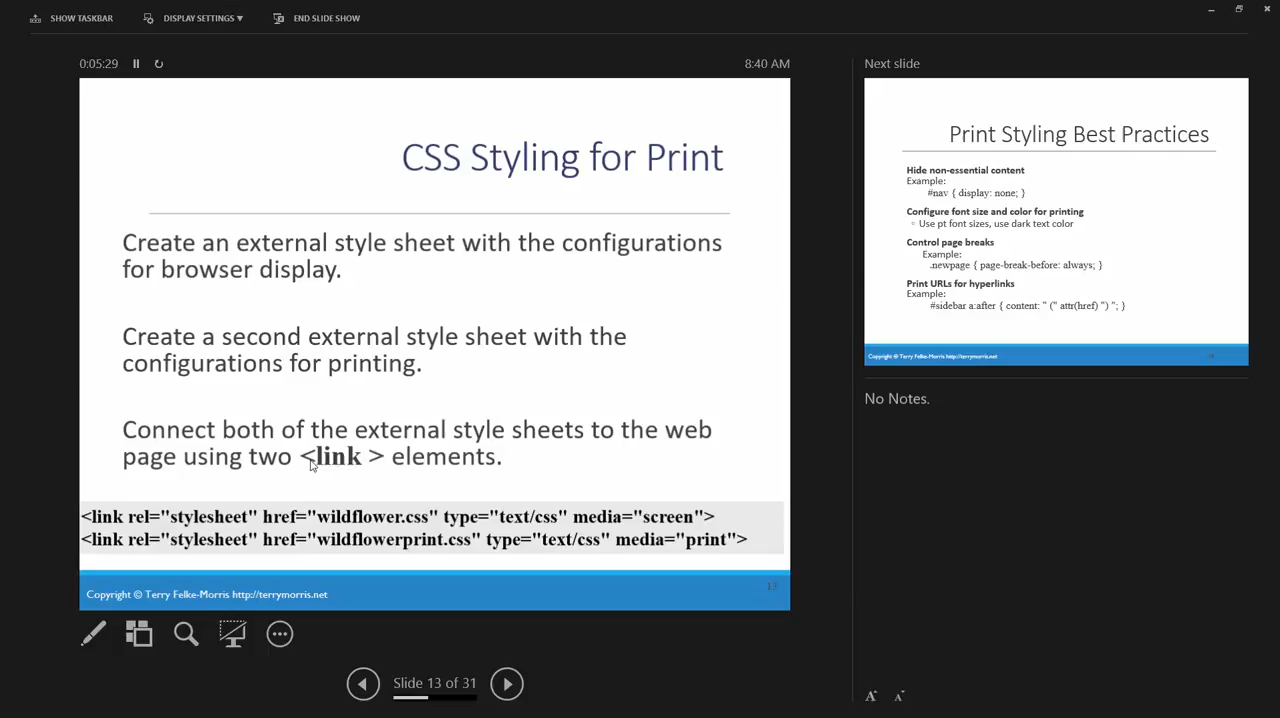 SHOW TASKBAR
DISPLAY SETTINGS ▼
END SLIDE SHOW
0:05:29
8:40 AM
CSS Styling for Print
Create an external style sheet with the configurations
for browser display.
Create a second external style sheet with the
configurations for printing.
Connect both of the external style sheets to the web
page using two <link > elements.
<link rel="stylesheet" href="wildflower.css" type="text/css" media="screen">
<link rel="stylesheet" href="wildflowerprint.css" type="text/css" media="print">
Copyright © Terry Felke-Morris http://terrymorris.net
13
Slide 13 of 31
Next slide
Print Styling Best Practices
Hide non-essential content
Example:
#nav { display: none; }
Configure font size and color for printing
◦ Use pt font sizes, use dark text color
Control page breaks
Example:
.newpage { page-break-before: always; }
Print URLs for hyperlinks
Example:
#sidebar a:after { content: " (" attr(href) ") "; }
Copyright © Terry Felke-Morris http://terrymorris.net
No Notes.
A A